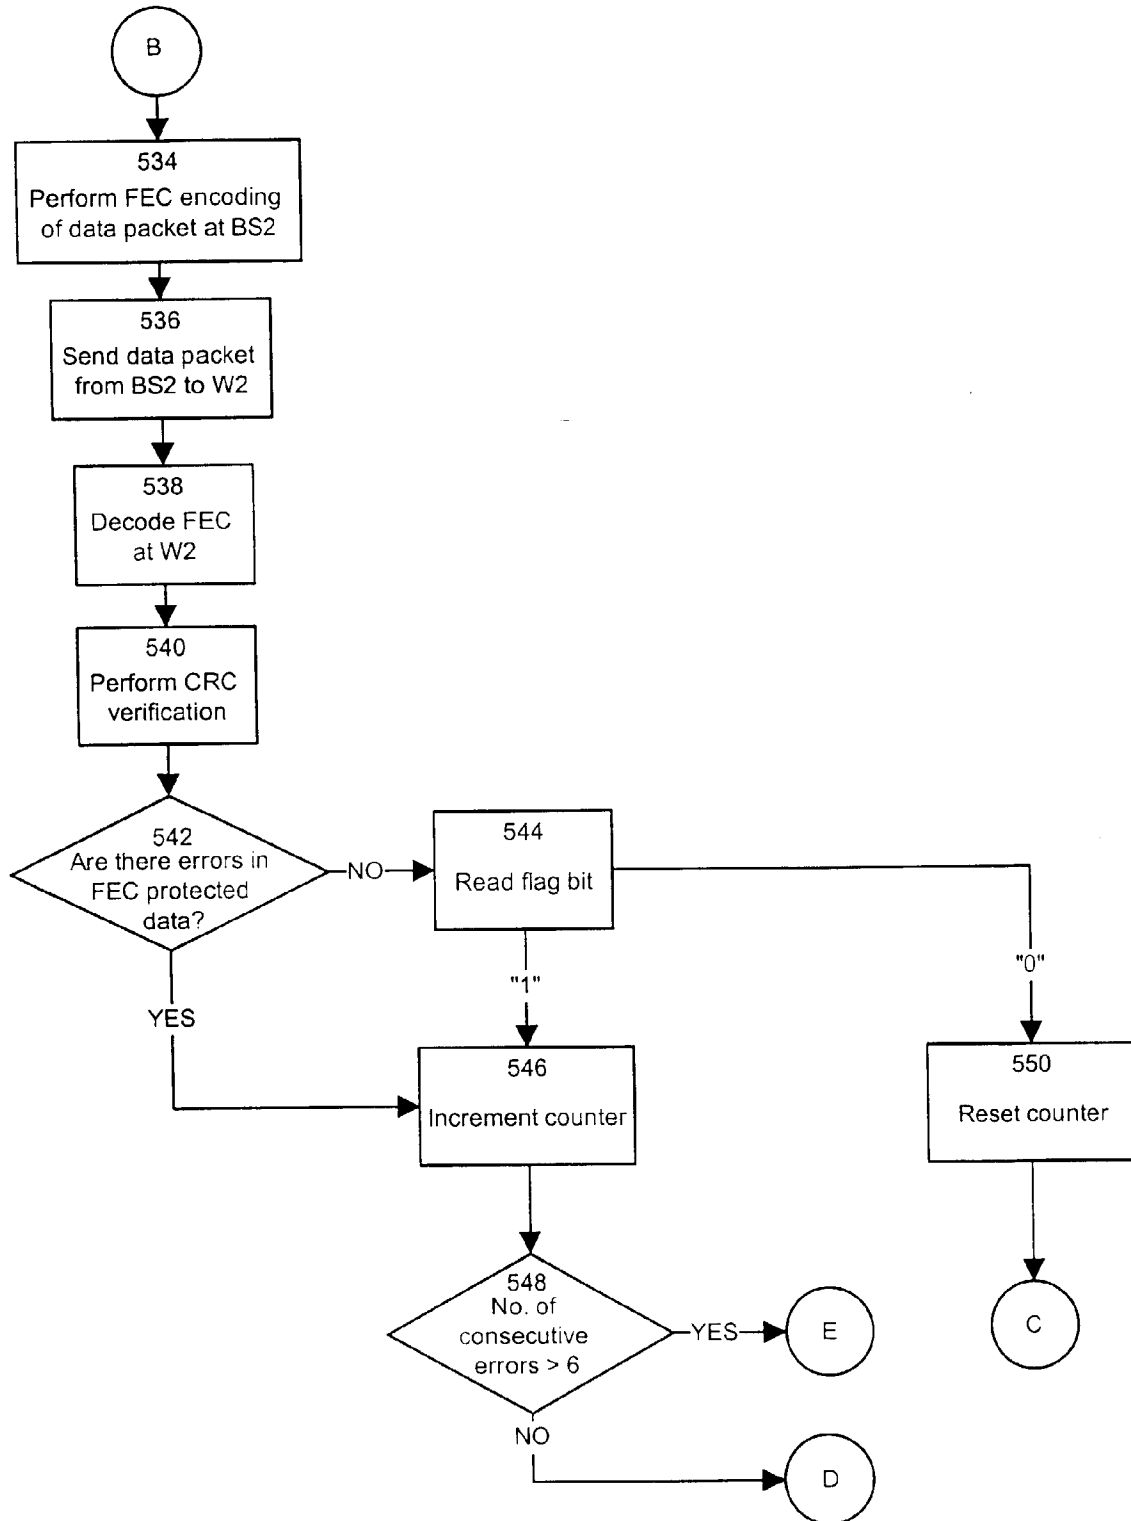 B
534
Perform FEC encoding
of data packet at BS2
536
Send data packet
from BS2 to W2
538
Decode FEC
at W2
540
Perform CRC
verification
542
Are there errors in
FEC protected
data?
NO
544
Read flag bit
"1"
"0"
YES
546
Increment counter
550
Reset counter
548
No. of
consecutive
errors > 6
YES
E
C
NO
D